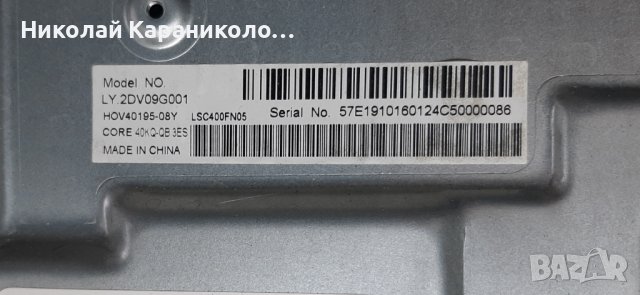 Николай Караниколо...
Model NO.
LY.2DV09G001
HOV40195-08Y LSC400FN05 Serial No. 57E1910160124C50000086
CORE 40KQ-QB 3ES
MADE IN CHINA
BAZAR